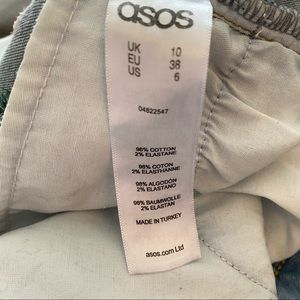 asos
UK 10
EU 38
US 6
04822547
98% COTTON
2% ELASTANE
98% COTON
2% ELASTHANNE
98% ALGODON
2% ELASTANO
98% BAUMWOLLE
2% ELASTAN
MADE IN TURKEY
asos.com Ltd